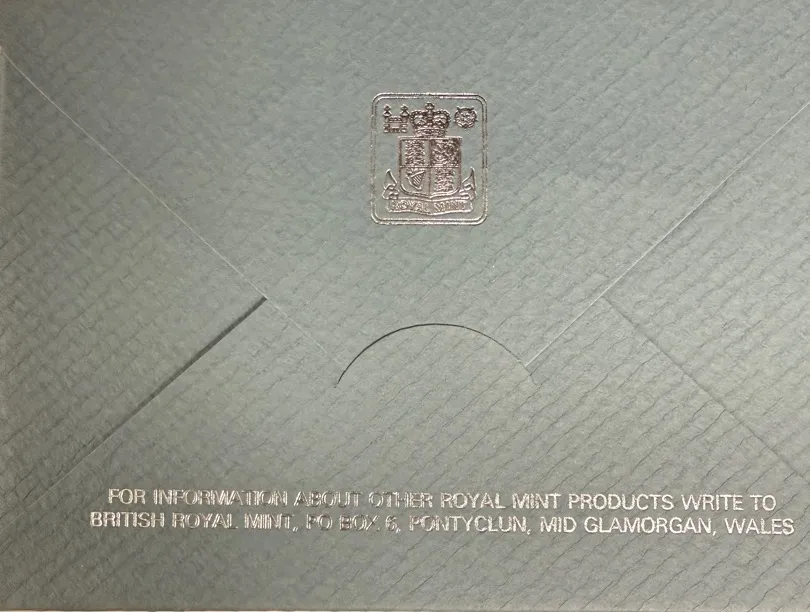 ROYAL MINT
FOR INFORMATION ABOUT OTHER ROYAL MINT PRODUCTS WRITE TO
BRITISH ROYAL MINT, PO BOX 6, PONTYCLUN, MID GLAMORGAN, WALES